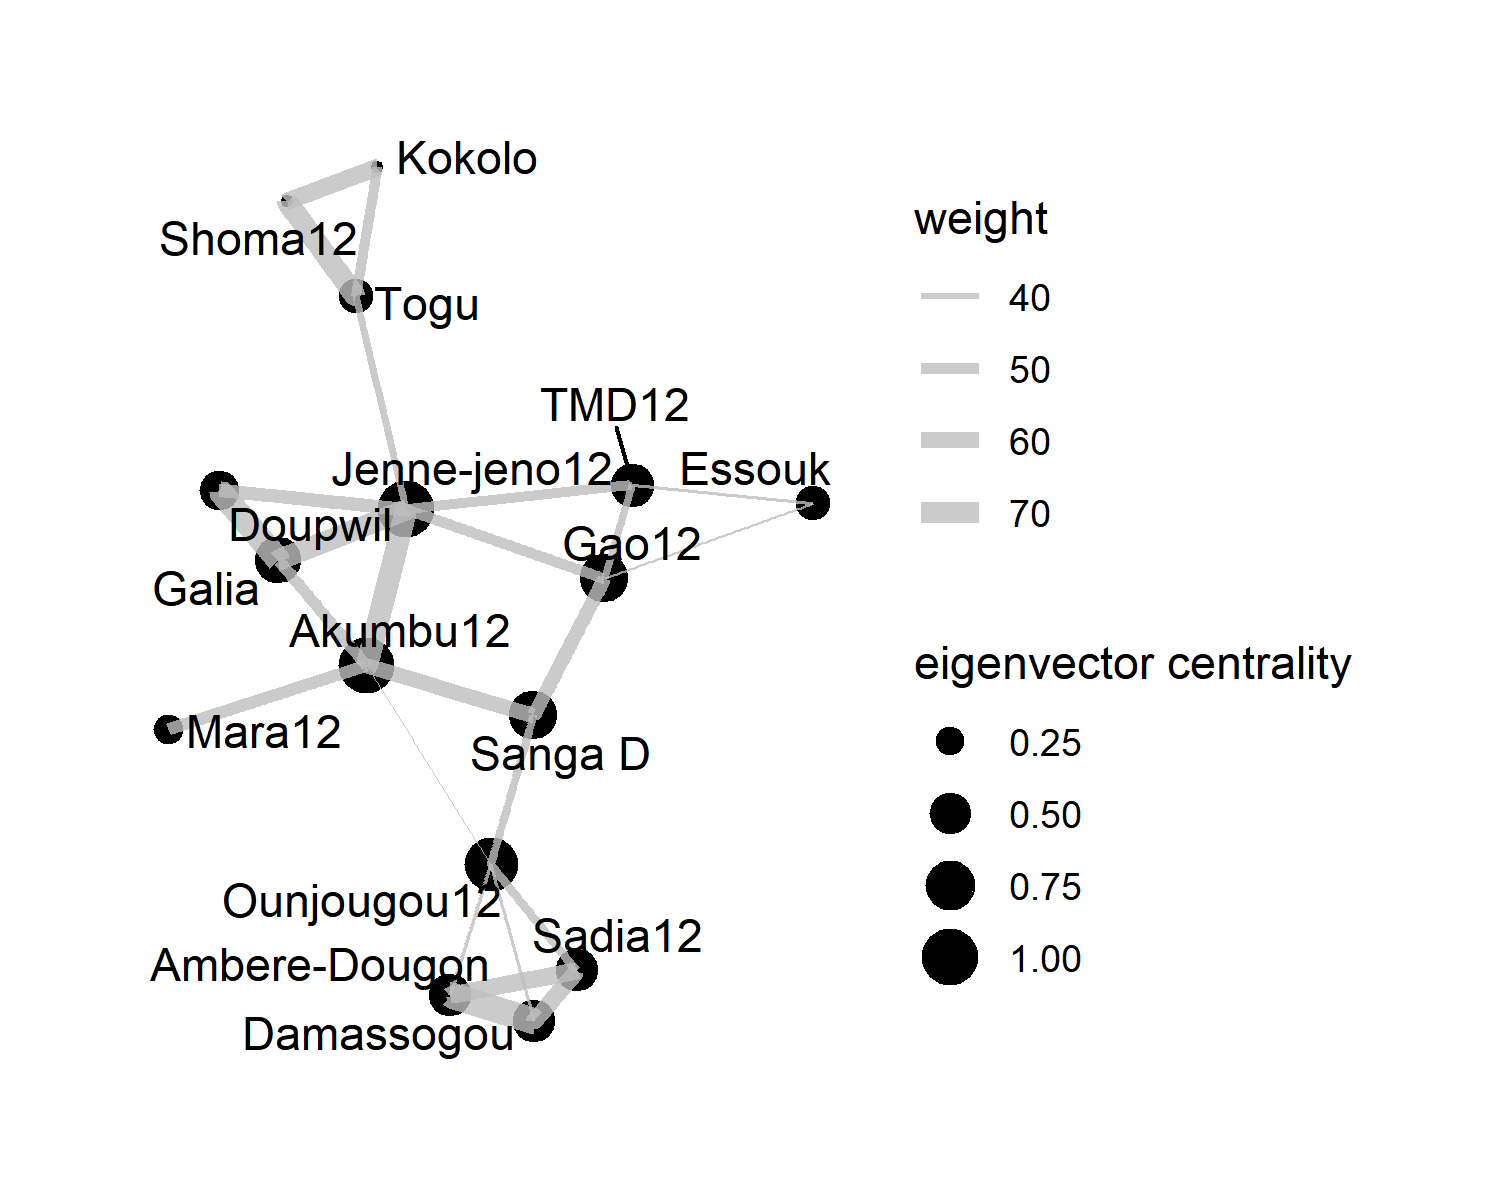 Kokolo
Shoma12
Togu
TMD12
Jenne-jeno12
Essouk
Doupwil
Gao12
Galia
Akumbu12
Mara12
Sanga D
Ounjougou12
Sadia12
Ambere-Dougon
Damassogou
weight
40
50
60
70
eigenvector centrality
0.25
0.50
0.75
1.00